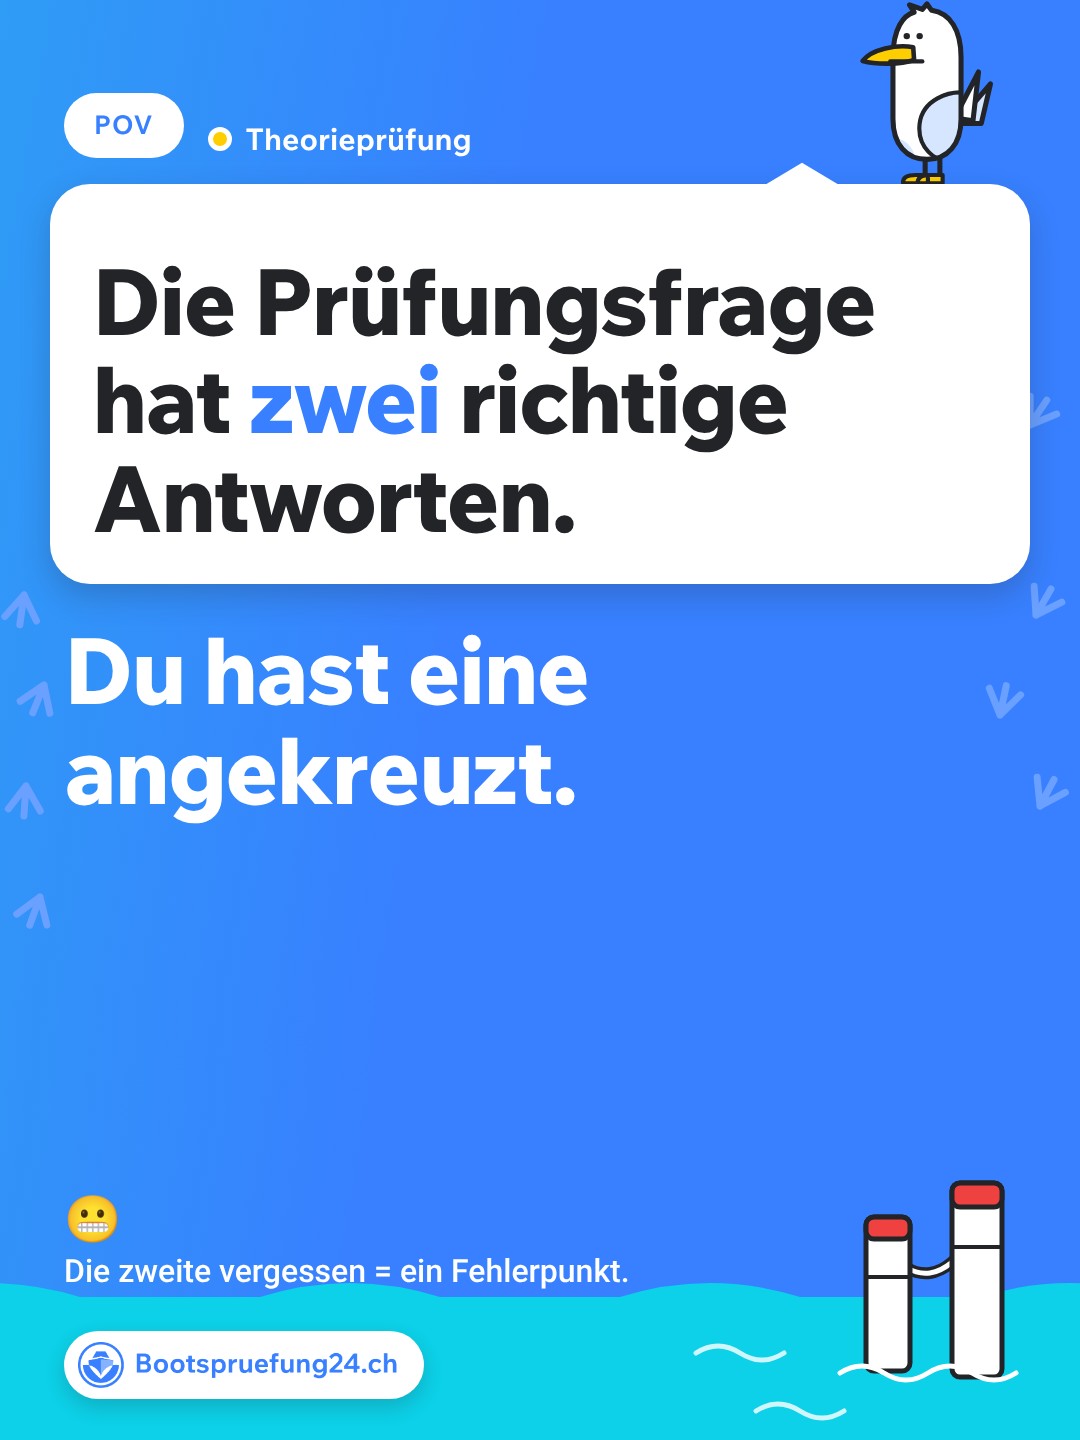 POV
Theorieprüfung
Die Prüfungsfrage
hat zwei richtige
Antworten.
Du hast eine
angekreuzt.
😬
Die zweite vergessen = ein Fehlerpunkt.
Bootspruefung24.ch